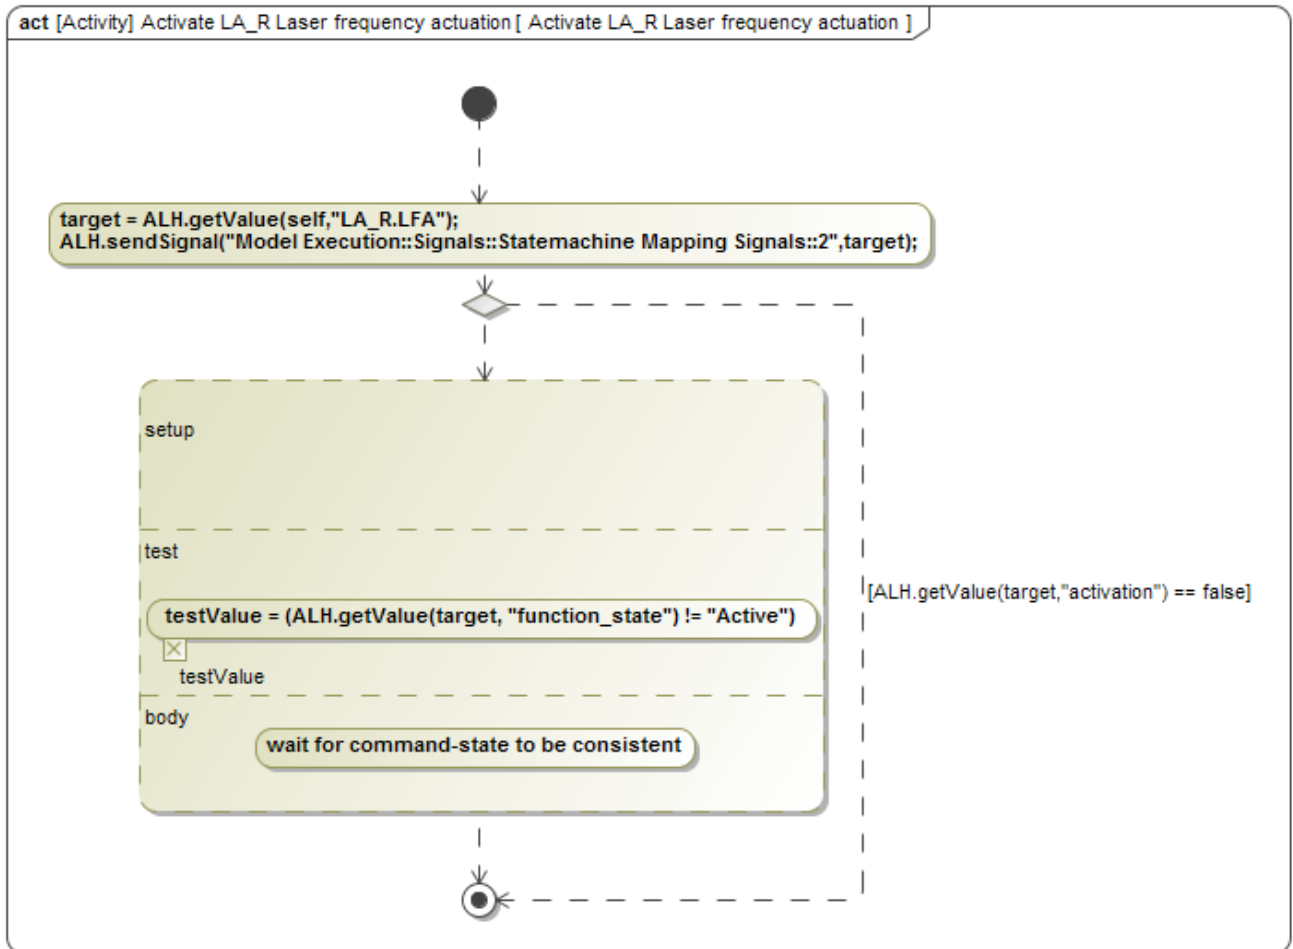 act [Activity] Activate LA_R Laser frequency actuation [ Activate LA_R Laser frequency actuation ]
target = ALH.getValue(self,"LA_R.LFA");
ALH.sendSignal("Model Execution::Signals::Statemachine Mapping Signals::2",target);
setup
test
[ALH.getValue(target,"activation") == false]
testValue = (ALH.getValue(target, "function_state") != "Active")
testValue
body
wait for command-state to be consistent